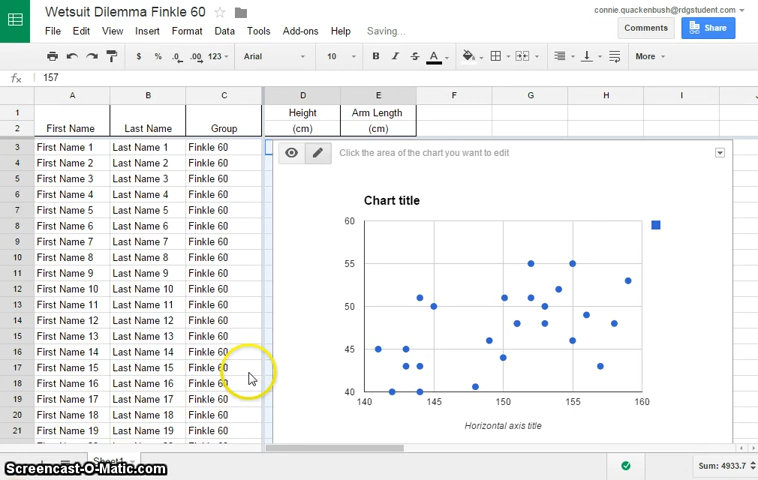 Wetsuit Dilemma Finkle 60
connie.quackenbush@rdgstudent.com
File Edit View Insert Format Data Tools Add-ons Help Saving...
Comments Share
$ % .0 .00 123 Arial 10 B I S A More
fx 157
A B C D E F G H I
1 Height Arm Length
2 First Name Last Name Group (cm) (cm)
3 First Name 1 Last Name 1 Finkle 60
4 First Name 2 Last Name 2 Finkle 60
5 First Name 3 Last Name 3 Finkle 60
6 First Name 4 Last Name 4 Finkle 60
7 First Name 5 Last Name 5 Finkle 60
8 First Name 6 Last Name 6 Finkle 60
9 First Name 7 Last Name 7 Finkle 60
10 First Name 8 Last Name 8 Finkle 60
11 First Name 9 Last Name 9 Finkle 60
12 First Name 10 Last Name 10 Finkle 60
13 First Name 11 Last Name 11 Finkle 60
14 First Name 12 Last Name 12 Finkle 60
15 First Name 13 Last Name 13 Finkle 60
16 First Name 14 Last Name 14 Finkle 60
17 First Name 15 Last Name 15 Finkle 60
18 First Name 16 Last Name 16 Finkle 60
19 First Name 17 Last Name 17 Finkle 60
20 First Name 18 Last Name 18 Finkle 60
21 First Name 19 Last Name 19 Finkle 60
Click the area of the chart you want to edit
Chart title
60
55
50
45
40
140 145 150 155 160
Horizontal axis title
Sheet1
Sum: 4933.7
Screencast-O-Matic.com